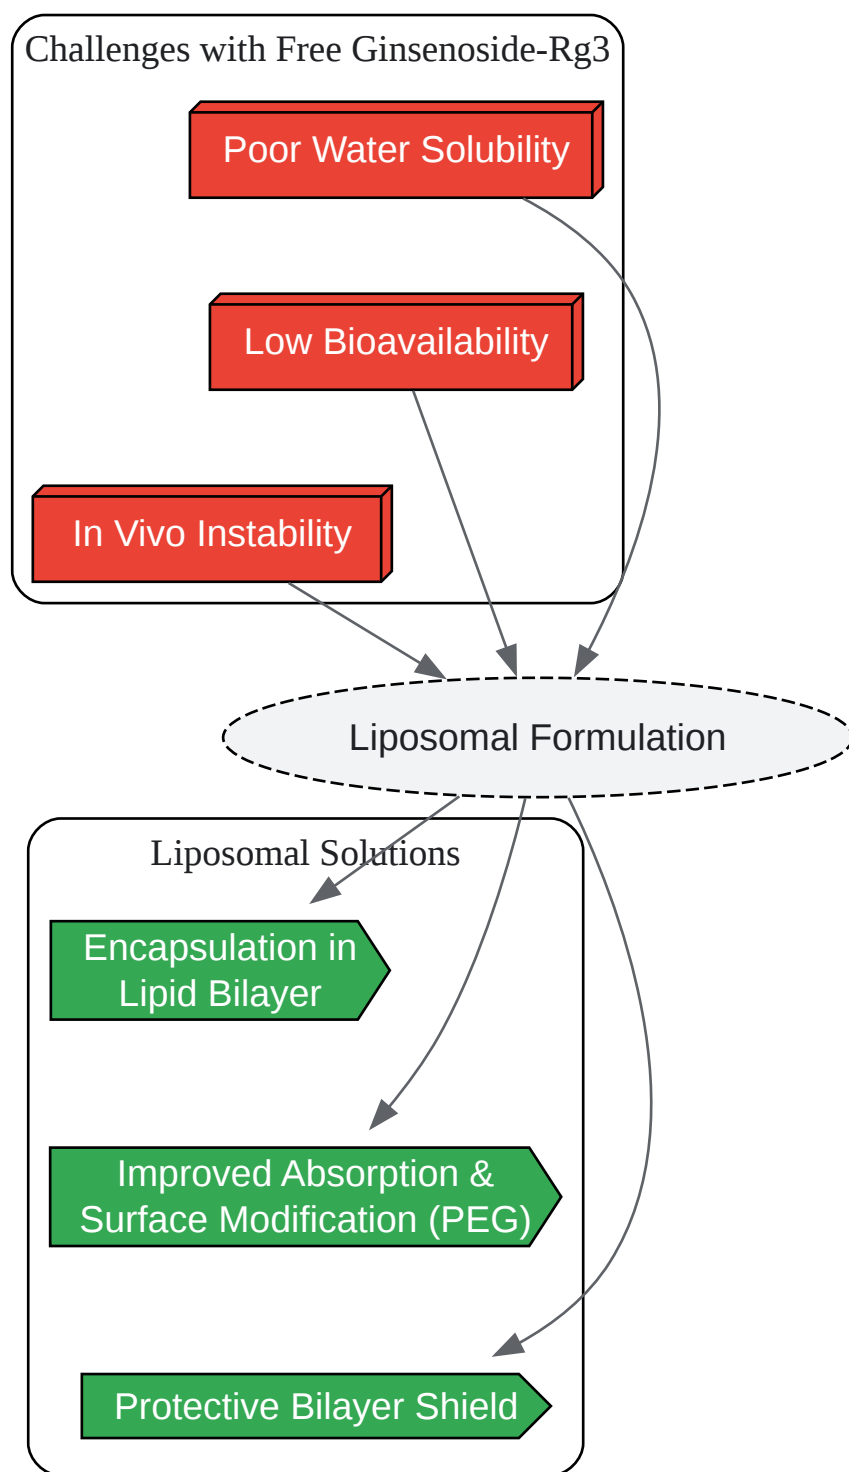 Challenges with Free Ginsenoside-Rg3
Poor Water Solubility
Low Bioavailability
In Vivo Instability
Liposomal Formulation
Liposomal Solutions
Encapsulation in
Lipid Bilayer
Improved Absorption &
Surface Modification (PEG)
Protective Bilayer Shield